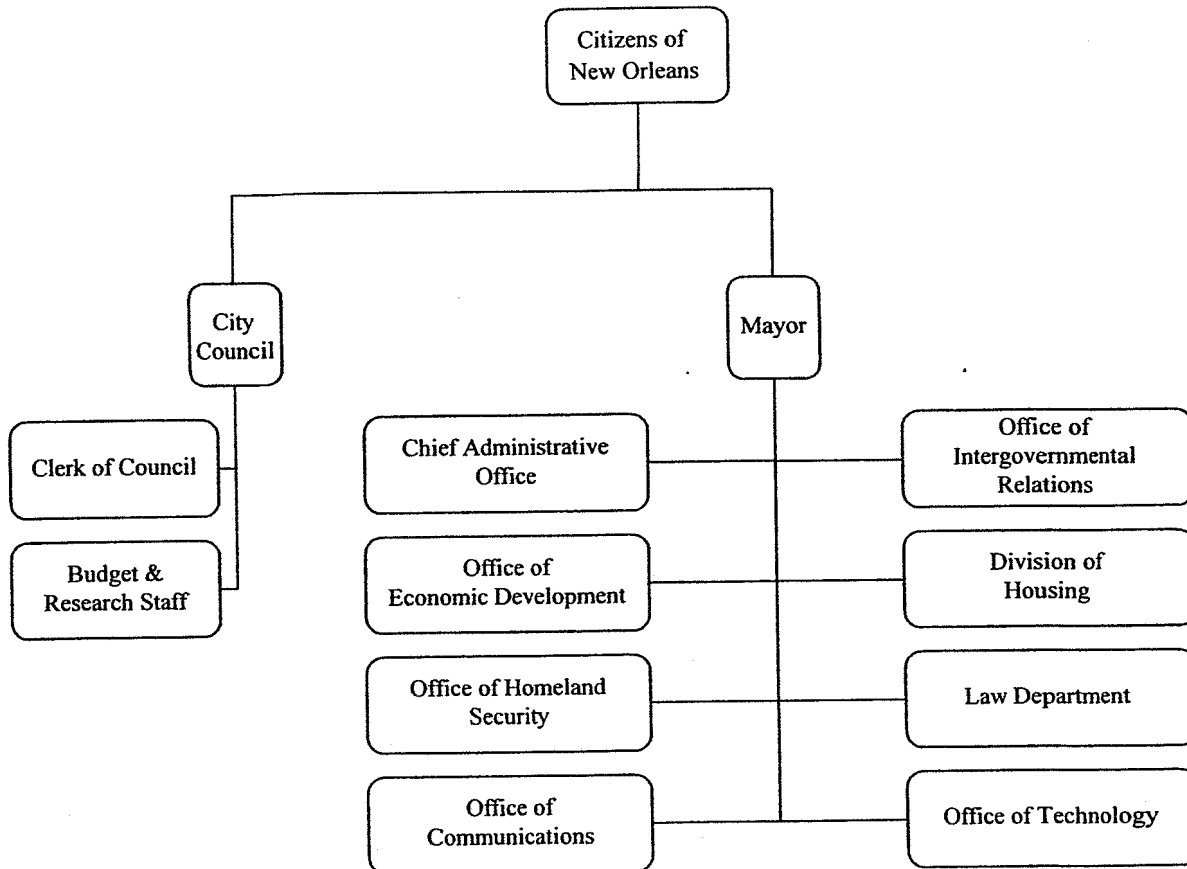 Citizens of
New Orleans
City
Council
Mayor
Clerk of Council
Budget &
Research Staff
Chief Administrative
Office
Office of
Intergovernmental
Relations
Office of
Economic Development
Division of
Housing
Office of Homeland
Security
Law Department
Office of
Communications
Office of Technology